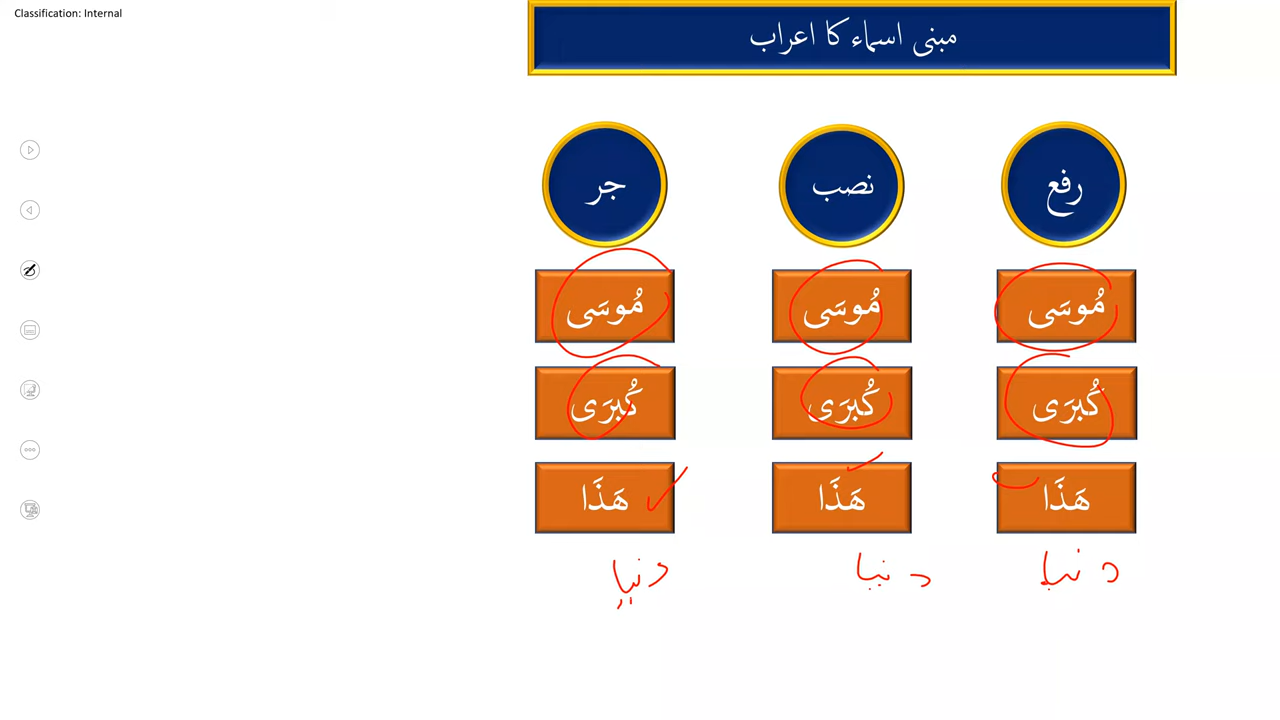 Classification: Internal
مبنی اسماء کا اعراب
رفع نصب جر
مُوسَی مُوسَی مُوسَی
کُبرَی کُبرَی کُبرَی
هَذَا هَذَا هَذَا
دنیا دنیا دنیا